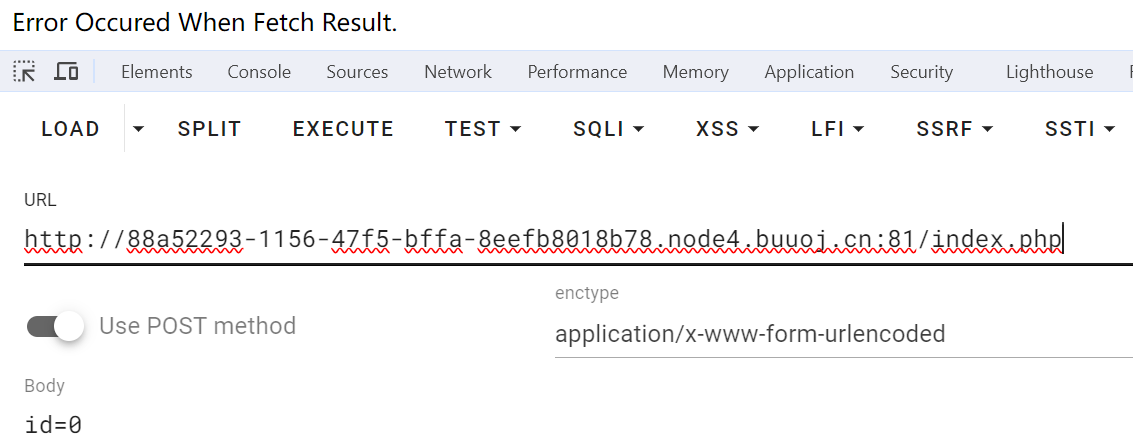 Error Occured When Fetch Result.
Elements Console Sources Network Performance Memory Application Security Lighthouse
LOAD SPLIT EXECUTE TEST SQLI XSS LFI SSRF SSTI
URL
http://88a52293-1156-47f5-bffa-8eefb8018b78.node4.buuoj.cn:81/index.php
enctype
Use POST method
application/x-www-form-urlencoded
Body
id=0